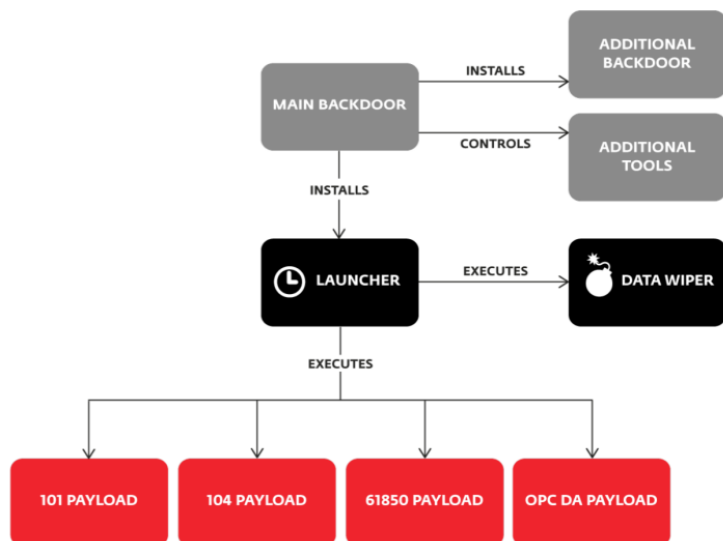 ADDITIONAL
BACKDOOR
INSTALLS
MAIN BACKDOOR
CONTROLS
ADDITIONAL
TOOLS
INSTALLS
LAUNCHER
EXECUTES
DATA WIPER
EXECUTES
101 PAYLOAD
104 PAYLOAD
61850 PAYLOAD
OPC DA PAYLOAD